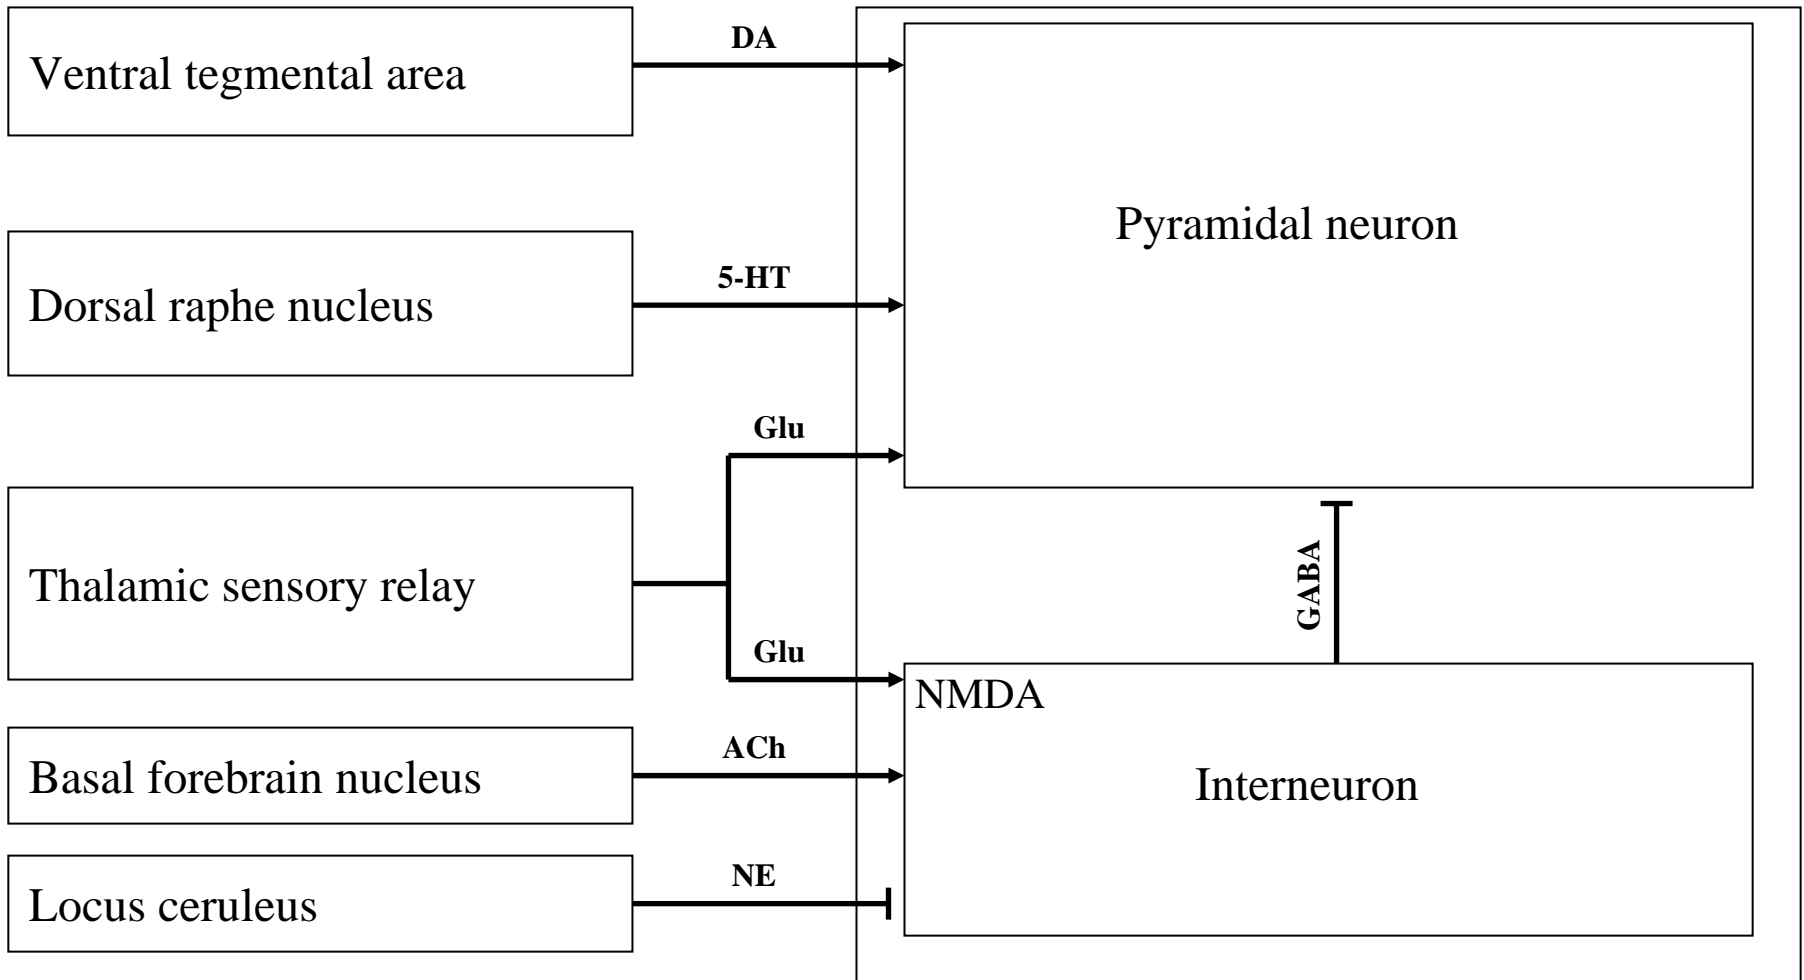 DA
Ventral tegmental area
Pyramidal neuron
5-HT
Dorsal raphe nucleus
Glu
GABA
Thalamic sensory relay
Glu
NMDA
ACh
Basal forebrain nucleus
Interneuron
NE
Locus ceruleus